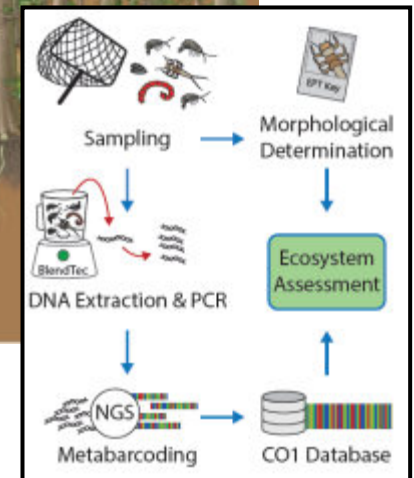 EPT Key
Sampling
Morphological
Determination
BlendTec
DNA Extraction & PCR
Ecosystem
Assessment
NGS
Metabarcoding
CO1 Database